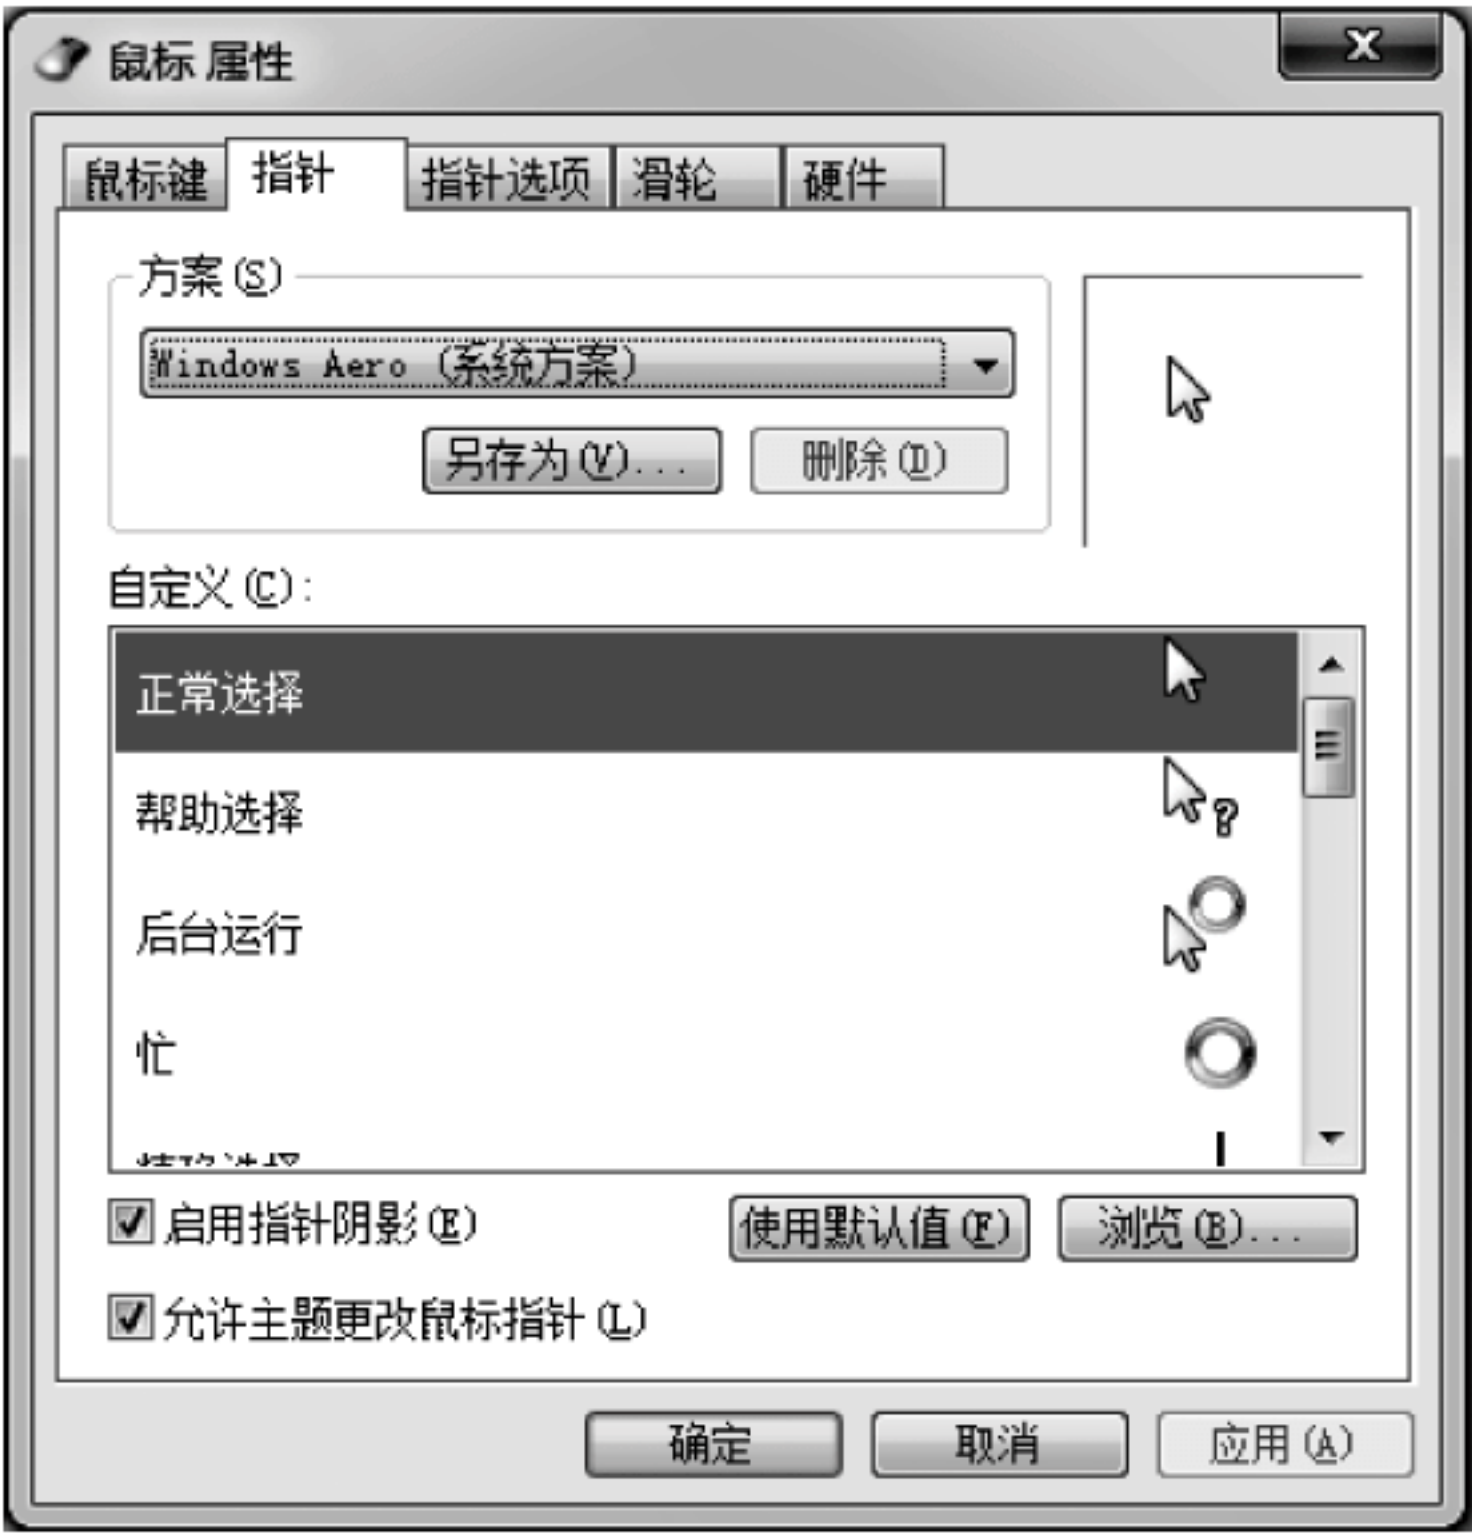 鼠标 属性
鼠标键 指针 指针选项 滑轮 硬件
方案(S)
Windows Aero (系统方案)
另存为(V)... 删除(D)
自定义(C):
正常选择
帮助选择
后台运行
忙
启用指针阴影(E) 使用默认值(F) 浏览(B)...
允许主题更改鼠标指针(L)
确定 取消 应用(A)